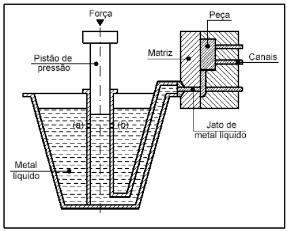 Força
Peça
Pistão de
pressão
Matriz
Canais
(a)
(b)
Jato de
metal líquido
Metal
líquido